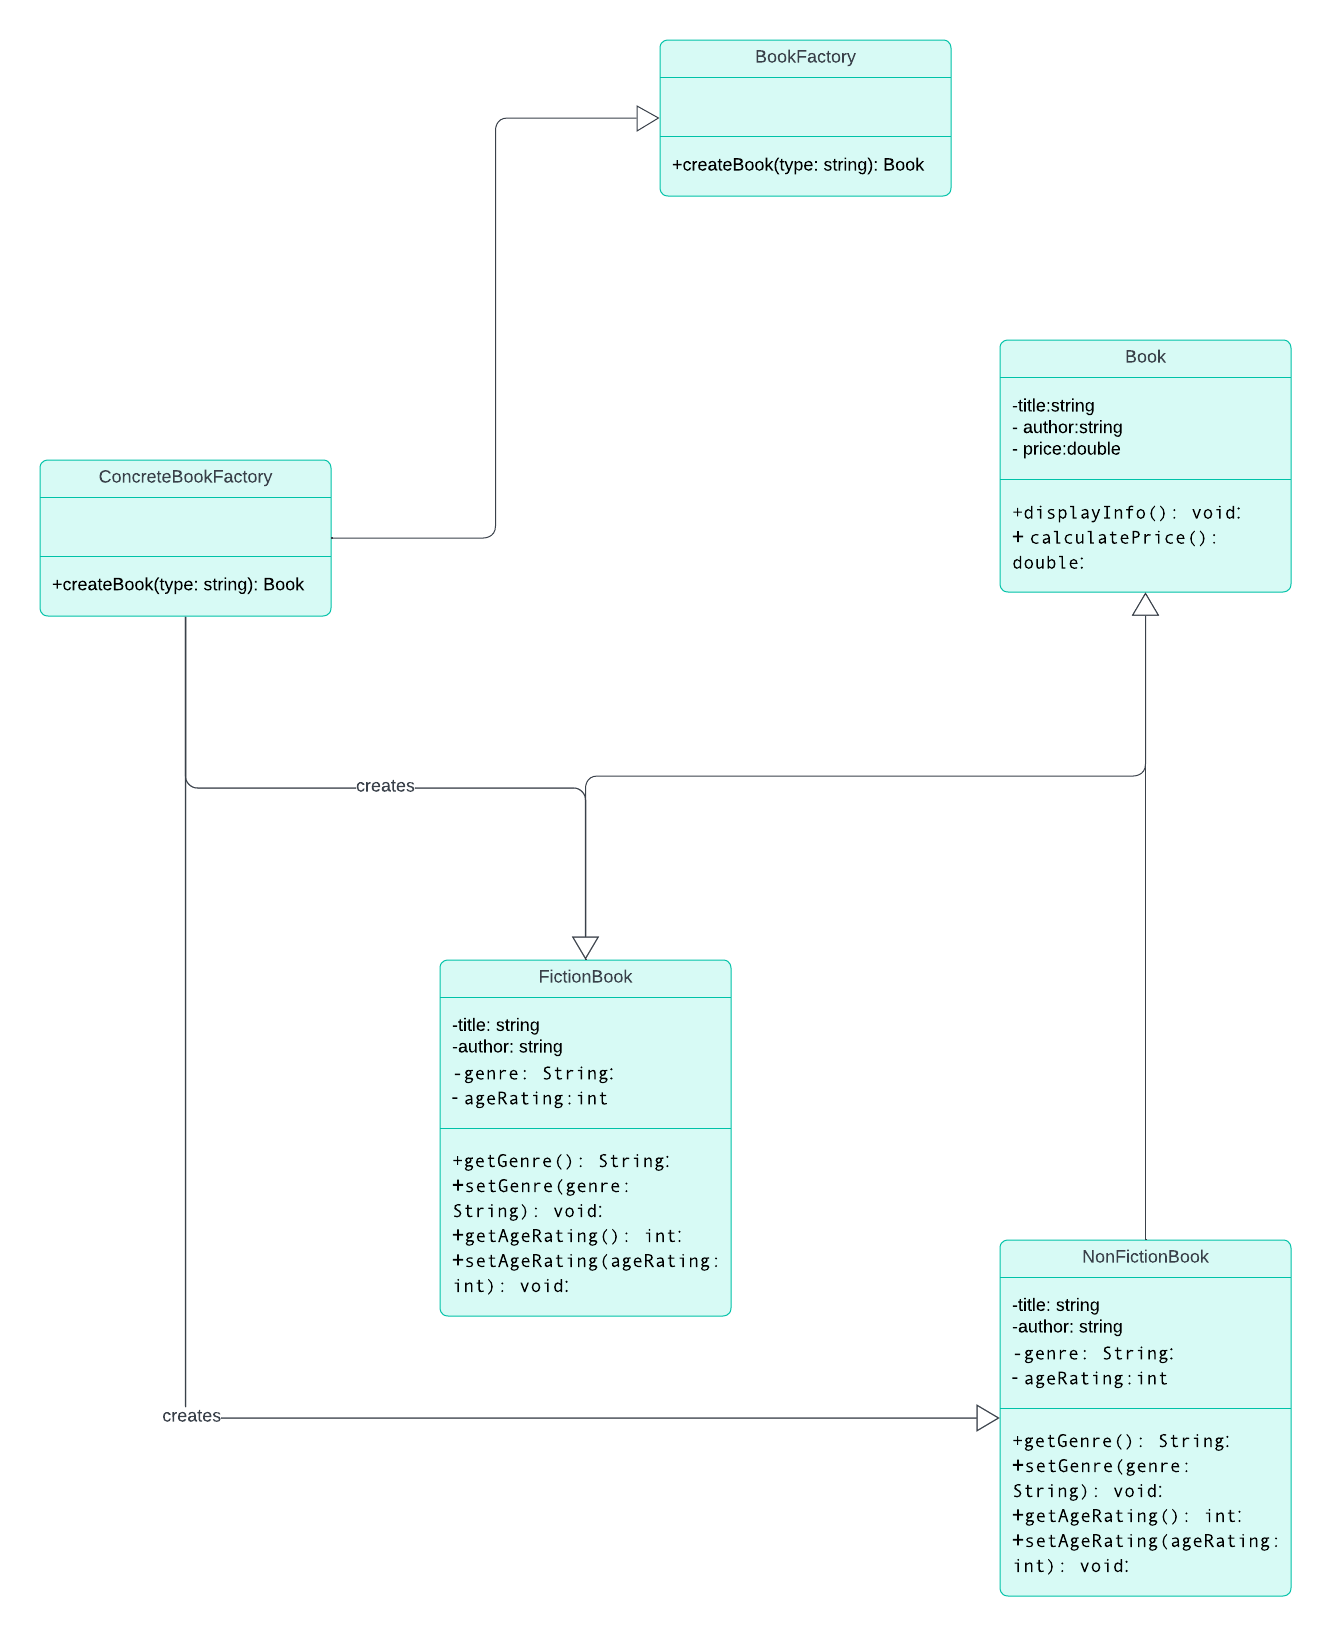 BookFactory
+createBook(type: string): Book
Book
-title:string
- author:string
- price:double
+displayInfo(): void:
+ calculatePrice():
double:
ConcreteBookFactory
+createBook(type: string): Book
creates
FictionBook
-title: string
-author: string
-genre: String:
- ageRating:int
+getGenre(): String:
+setGenre(genre:
String): void:
+getAgeRating(): int:
+setAgeRating(ageRating:
int): void:
NonFictionBook
-title: string
-author: string
-genre: String:
- ageRating:int
creates
+getGenre(): String:
+setGenre(genre:
String): void:
+getAgeRating(): int:
+setAgeRating(ageRating:
int): void: